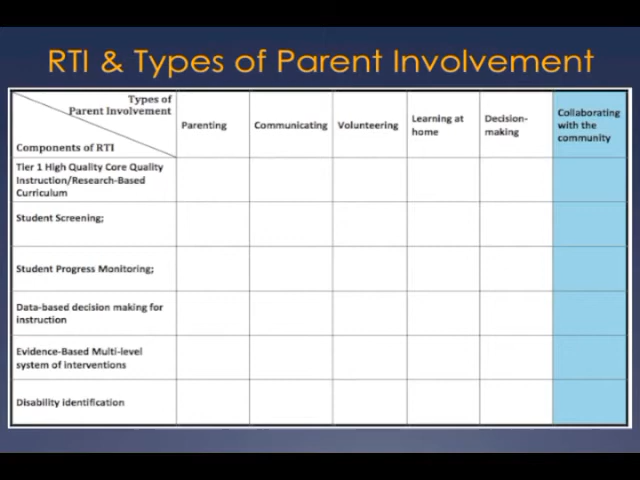 RTI & Types of Parent Involvement
Types of
Parent Involvement
Components of RTI
Parenting
Communicating
Volunteering
Learning at
home
Decision-
making
Collaborating
with the
community
Tier 1 High Quality Core Quality
Instruction/Research-Based
Curriculum
Student Screening;
Student Progress Monitoring;
Data-based decision making for
instruction
Evidence-Based Multi-level
system of interventions
Disability identification